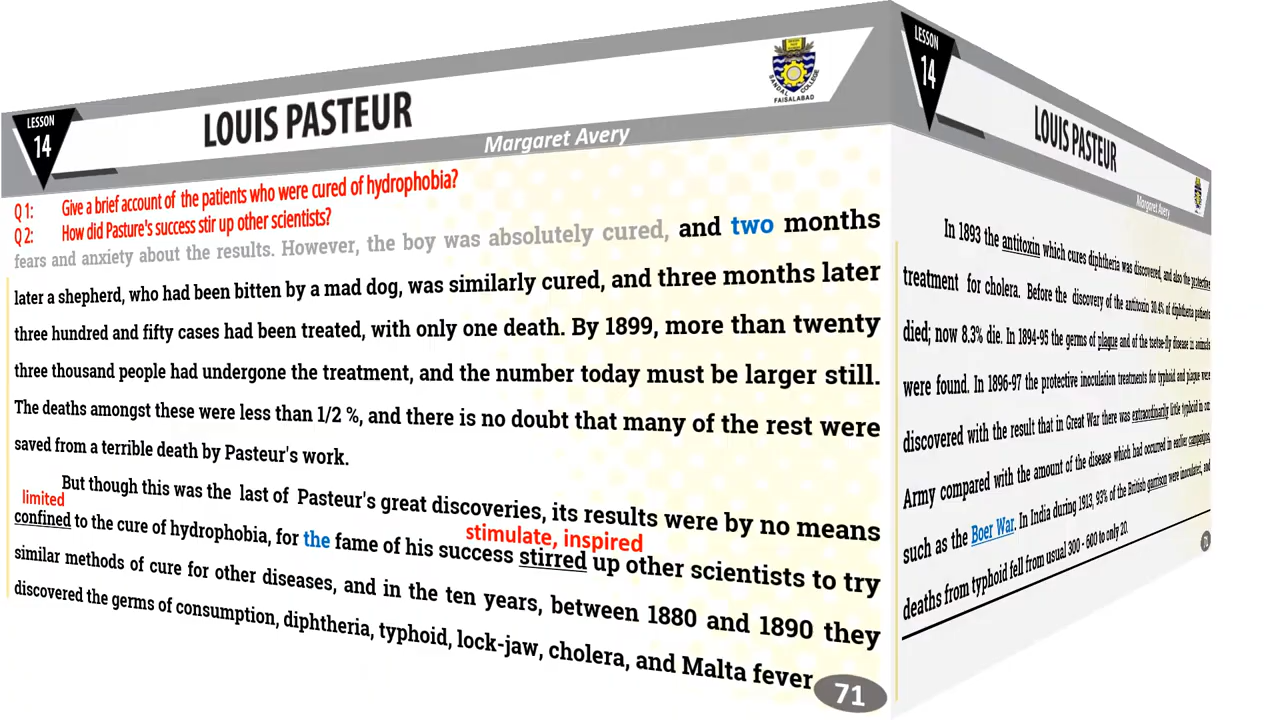 LESSON
14
LOUIS PASTEUR
Margaret Avery
SANDAL COLLEGE
FAISALABAD
Q 1: Give a brief account of the patients who were cured of hydrophobia?
Q 2: How did Pasture's success stir up other scientists?
fears and anxiety about the results. However, the boy was absolutely cured, and two months
later a shepherd, who had been bitten by a mad dog, was similarly cured, and three months later
three hundred and fifty cases had been treated, with only one death. By 1899, more than twenty
three thousand people had undergone the treatment, and the number today must be larger still.
The deaths amongst these were less than 1/2 %, and there is no doubt that many of the rest were
saved from a terrible death by Pasteur's work.
But though this was the last of Pasteur's great discoveries, its results were by no means
limited
confined to the cure of hydrophobia, for the fame of his success stirred up other scientists to try
stimulate, inspired
similar methods of cure for other diseases, and in the ten years, between 1880 and 1890 they
discovered the germs of consumption, diphtheria, typhoid, lock-jaw, cholera, and Malta fever
71
LESSON
14
LOUIS PASTEUR
Margaret Avery
In 1893 the antitoxin which cures diphtheria was discovered, and also the protective
treatment for cholera. Before the discovery of the antitoxin 30.4% of diphtheria patients
died; now 8.3% die. In 1894-95 the germs of plague and of the tsetse-fly disease in animals
were found. In 1896-97 the protective inoculation treatments for typhoid and plague were
discovered with the result that in Great War there was extraordinarily little typhoid in our
Army compared with the amount of the disease which had occurred in earlier campaigns,
such as the Boer War. In India during 1913, 93% of the British garrison were inoculated, and
deaths from typhoid fell from usual 300 - 600 to only 20.